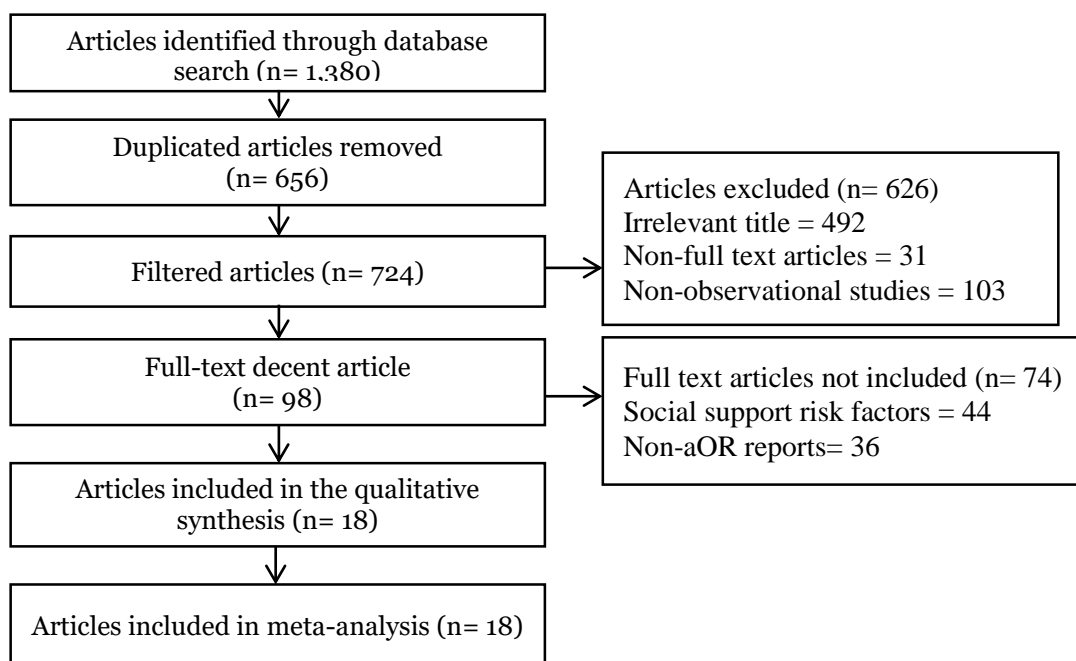 Articles identified through database
search (n= 1,380)
Duplicated articles removed
(n= 656)
Filtered articles (n= 724)
Articles excluded (n= 626)
Irrelevant title = 492
Non-full text articles = 31
Non-observational studies = 103
Full-text decent article
(n= 98)
Full text articles not included (n= 74)
Social support risk factors = 44
Non-aOR reports= 36
Articles included in the qualitative
synthesis (n= 18)
Articles included in meta-analysis (n= 18)